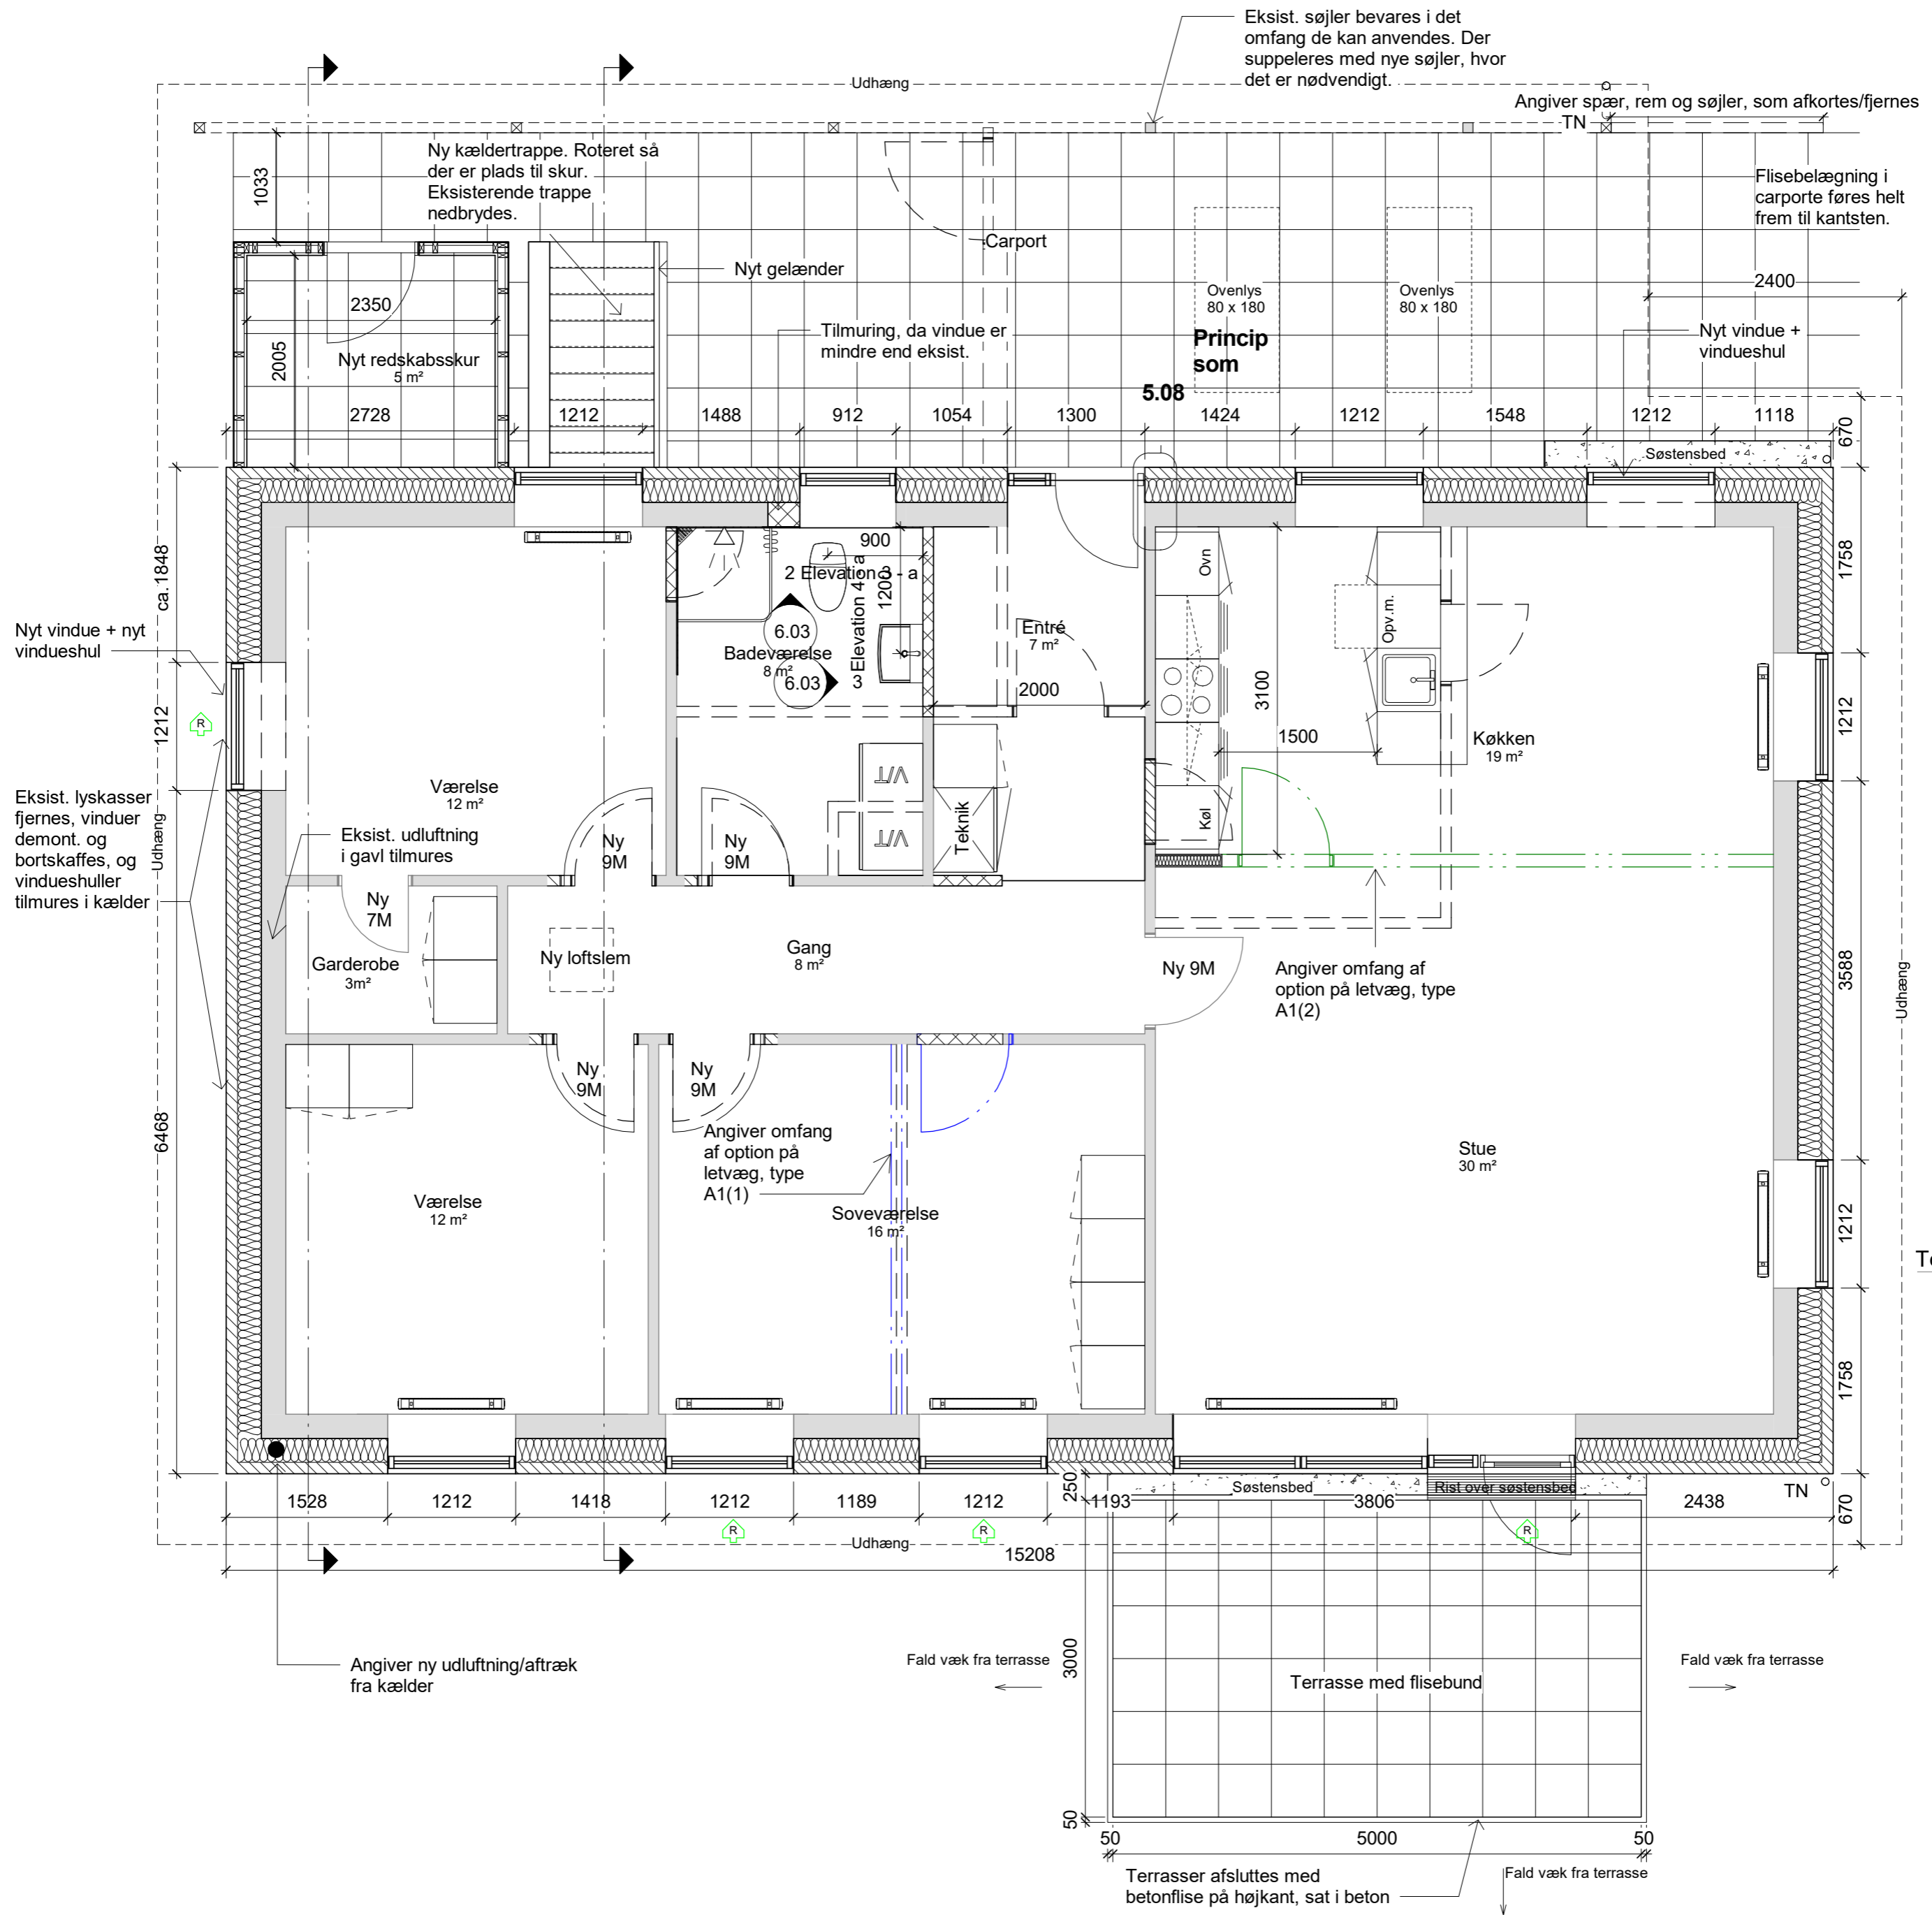 Eksist. søjler bevares i det
omfang de kan anvendes. Der
suppeleres med nye søjler, hvor
det er nødvendigt.
Udhæng
Angiver spær, rem og søjler, som afkortes/fjernes
TN
Ny kældertrappe. Roteret så
der er plads til skur.
Eksisterende trappe
nedbrydes.
1033
Flisebelægning i
carporte føres helt
frem til kantsten.
Carport
Nyt gelænder
2400
Ovenlys
80 x 180
Ovenlys
80 x 180
2350
2005
Nyt redskabsskur
5 m²
Tilmuring, da vindue er
mindre end eksist.
Princip
som
5.08
Nyt vindue +
vindueshul
2728
1212
1488
912
1054
1300
1424
1212
1548
1212
1118
670
Søstensbed
ca.1848
900
2 Elevation 3 - a
1200
3 Elevation 4 - a
Ovn
1758
Nyt vindue + nyt
vindueshul
6.03
Badeværelse
8 m²
6.03
Entré
7 m²
Opv.m.
2000
3100
1212
R
1500
Køkken
19 m²
1212
Værelse
12 m²
V/T
V/T
Teknik
Køl
Eksist. lyskasser
fjernes, vinduer
demont. og
bortskaffes, og
vindueshuller
tilmures i kælder
Udhæng
Eksist. udluftning
i gavl tilmures
Ny
9M
Ny
9M
Ny
7M
Garderobe
3m²
Ny loftslem
Gang
8 m²
Ny 9M
Angiver omfang af
option på letvæg, type
A1(2)
3588
Udhæng
6468
Ny
9M
Ny
9M
Angiver omfang
af option på
letvæg, type
A1(1)
Værelse
12 m²
Soveværelse
16 m²
Stue
30 m²
1212
1758
250
Søstensbed
Rist over søstensbed
TN
1528
1212
1418
1212
1189
1212
1193
3806
2438
670
R
R
R
Udhæng
15208
Angiver ny udluftning/aftræk
fra kælder
Fald væk fra terrasse
3000
Terrasse med flisebund
Fald væk fra terrasse
50
50
5000
50
Terrasser afsluttes med
betonflise på højkant, sat i beton
Fald væk fra terrasse